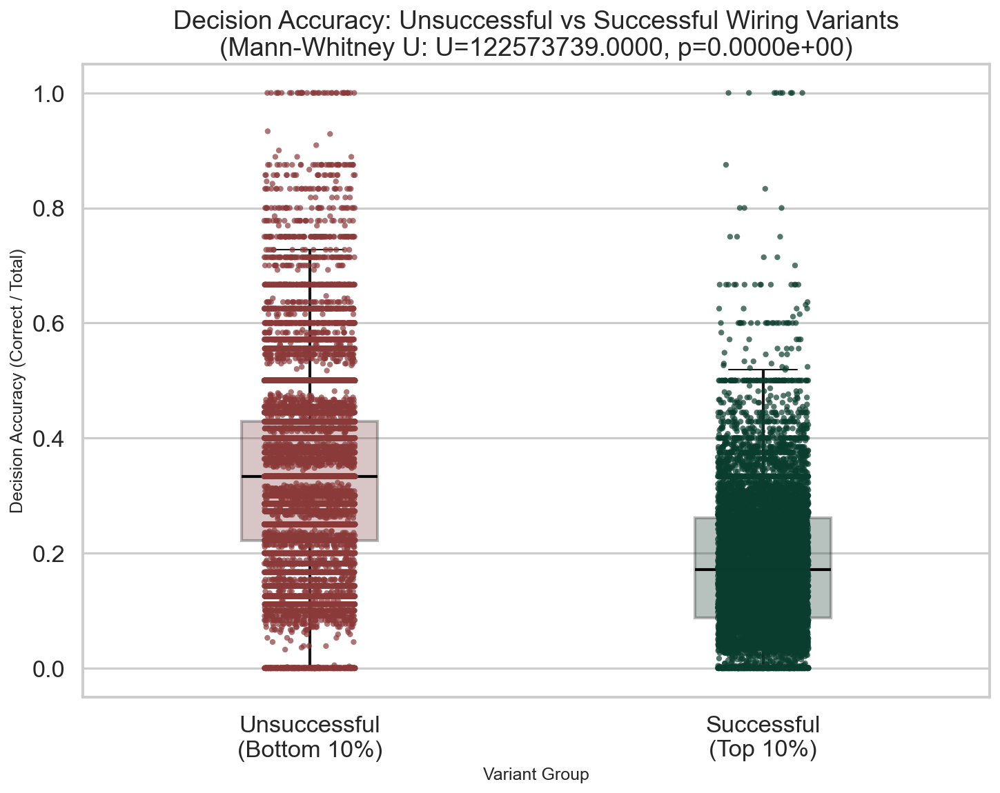 Decision Accuracy: Unsuccessful vs Successful Wiring Variants
(Mann-Whitney U: U=122573739.0000, p=0.0000e+00)
Decision Accuracy (Correct / Total)
1.0
0.8
0.6
0.4
0.2
0.0
Unsuccessful
(Bottom 10%)
Successful
(Top 10%)
Variant Group